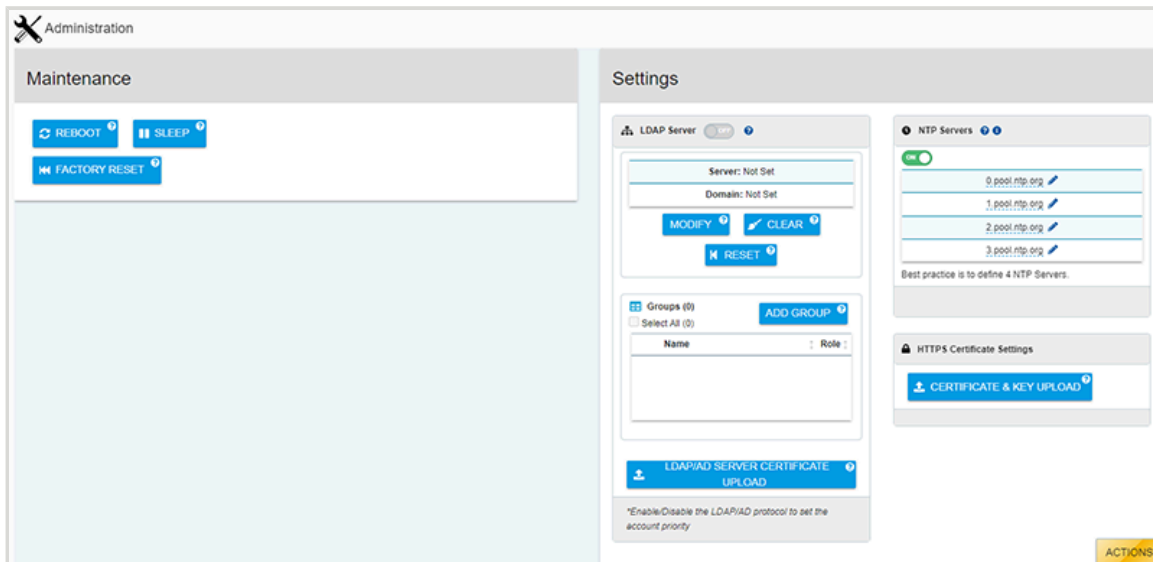 Administration
Maintenance
REBOOT ?
SLEEP ?
FACTORY RESET ?
Settings
LDAP Server OFF ?
Server: Not Set
Domain: Not Set
MODIFY ?
CLEAR ?
RESET ?
Groups (0)
ADD GROUP ?
Select All (0)
Name Role
LDAP/AD SERVER CERTIFICATE ?
UPLOAD
*Enable/Disable the LDAP/AD protocol to set the
account priority
NTP Servers ? i
ON
0.pool.ntp.org
1.pool.ntp.org
2.pool.ntp.org
3.pool.ntp.org
Best practice is to define 4 NTP Servers.
HTTPS Certificate Settings
CERTIFICATE & KEY UPLOAD ?
ACTIONS